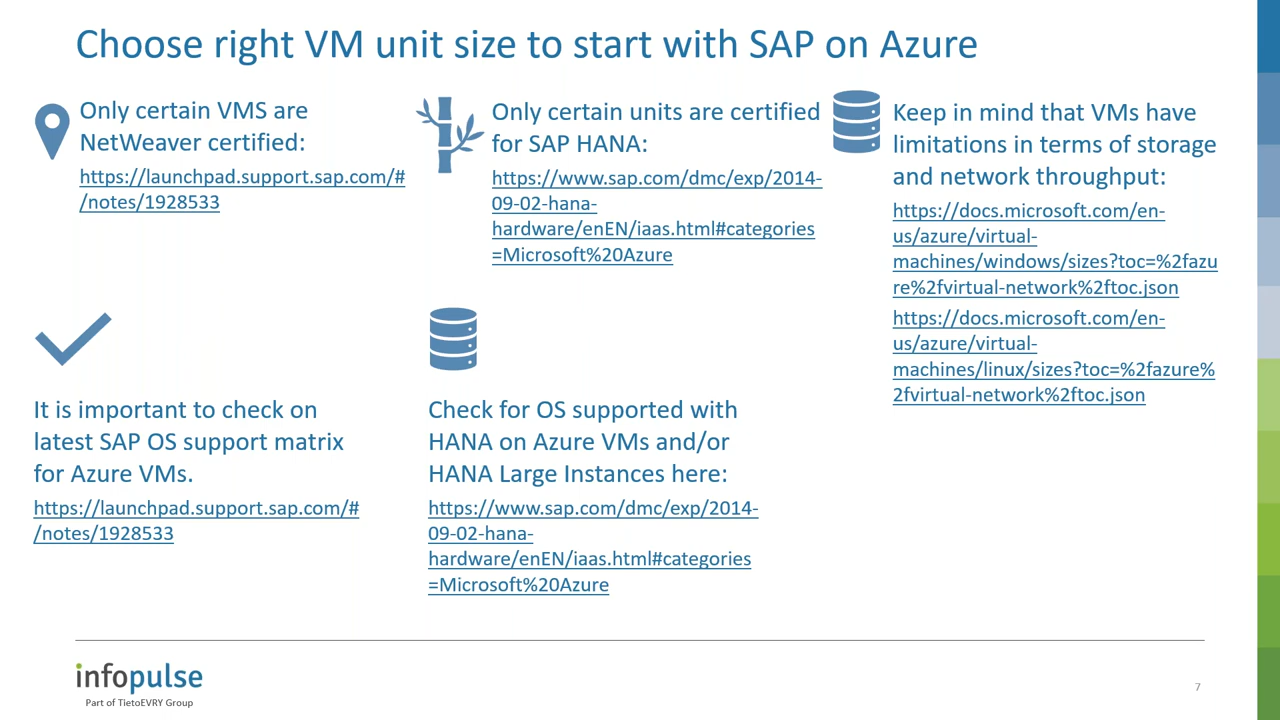 Choose right VM unit size to start with SAP on Azure
Only certain VMS are
NetWeaver certified:
https://launchpad.support.sap.com/#
/notes/1928533
Only certain units are certified
for SAP HANA:
https://www.sap.com/dmc/exp/2014-
09-02-hana-
hardware/enEN/iaas.html#categories
=Microsoft%20Azure
Keep in mind that VMs have
limitations in terms of storage
and network throughput:
https://docs.microsoft.com/en-
us/azure/virtual-
machines/windows/sizes?toc=%2fazu
re%2fvirtual-network%2ftoc.json
https://docs.microsoft.com/en-
us/azure/virtual-
machines/linux/sizes?toc=%2fazure%
2fvirtual-network%2ftoc.json
It is important to check on
latest SAP OS support matrix
for Azure VMs.
https://launchpad.support.sap.com/#
/notes/1928533
Check for OS supported with
HANA on Azure VMs and/or
HANA Large Instances here:
https://www.sap.com/dmc/exp/2014-
09-02-hana-
hardware/enEN/iaas.html#categories
=Microsoft%20Azure
infopulse
Part of TietoEVRY Group
7